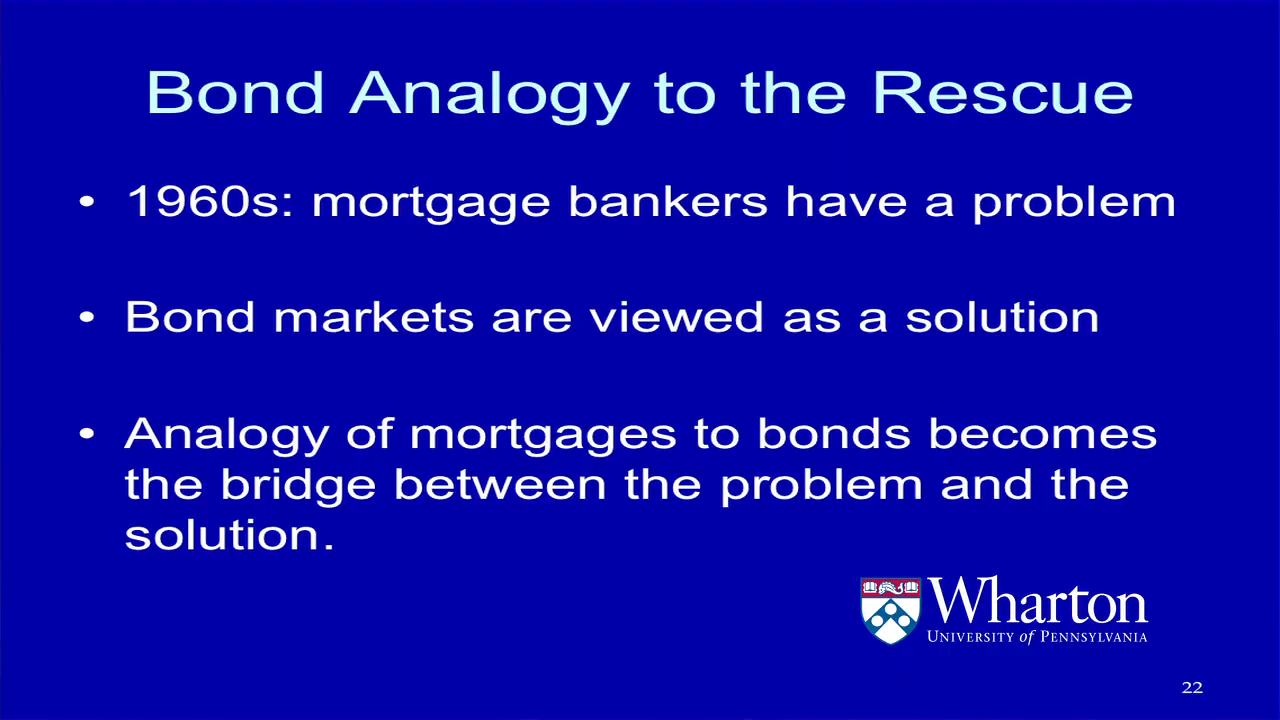 Bond Analogy to the Rescue
• 1960s: mortgage bankers have a problem
• Bond markets are viewed as a solution
• Analogy of mortgages to bonds becomes
the bridge between the problem and the
solution.
Wharton
UNIVERSITY of PENNSYLVANIA
22